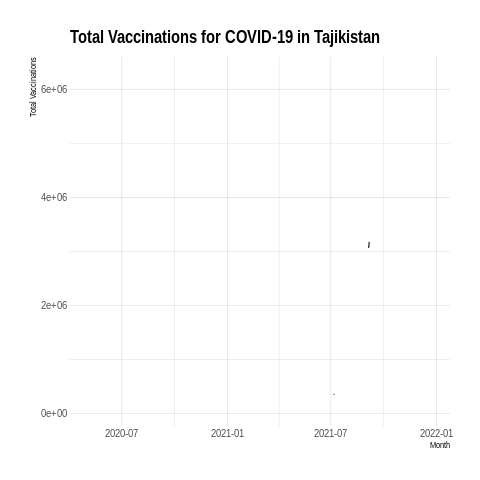 Total Vaccinations for COVID-19 in Tajikistan
Total Vaccinations
6e+06
4e+06
2e+06
0e+00
2020-07
2021-01
2021-07
2022-01
Month